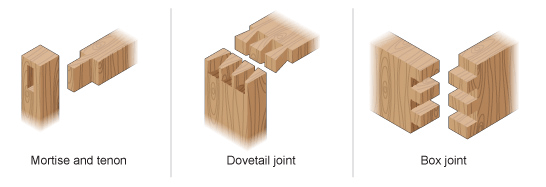 Mortise and tenon
Dovetail joint
Box joint